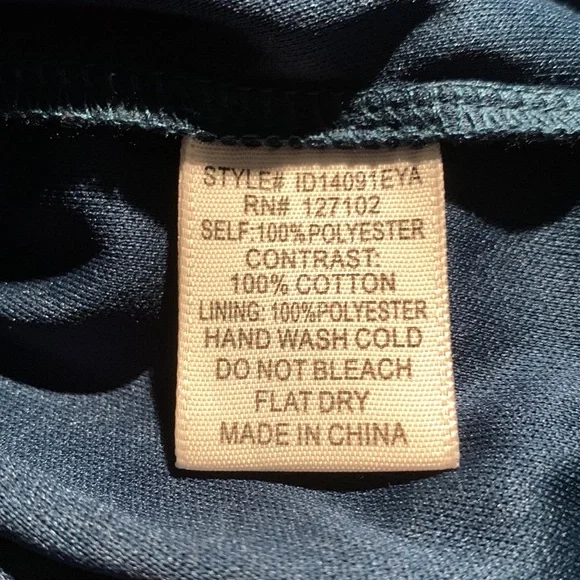 STYLE# ID14091EYA
RN# 127102
SELF:100%POLYESTER
CONTRAST:
100% COTTON
LINING: 100%POLYESTER
HAND WASH COLD
DO NOT BLEACH
FLAT DRY
MADE IN CHINA